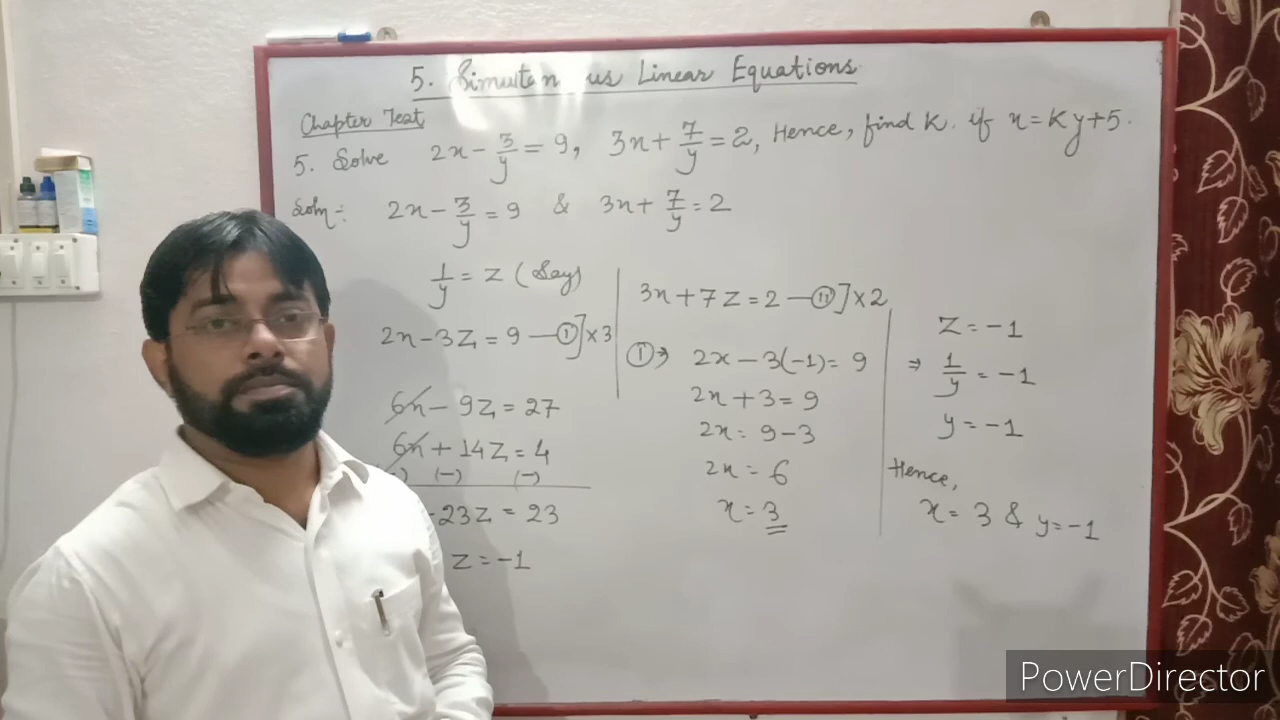 5. Simultan us Linear Equations
Chapter Test
5. Solve 2x - 3/y = 9, 3x + 7/y = 2, Hence, find K. if x = Ky + 5.
Soln:- 2x - 3/y = 9 & 3x + 7/y = 2
1/y = Z (Say)
2x - 3Z = 9 — (I) ] x 3
6x - 9Z = 27
6x + 14Z = 4
(-) (-) (-)
-23Z = 23
Z = -1
3x + 7Z = 2 — (II) ] x 2
(I) ⇒ 2x - 3(-1) = 9
2x + 3 = 9
2x = 9 - 3
2x = 6
x = 3
Z = -1
⇒ 1/y = -1
y = -1
Hence,
x = 3 & y = -1
PowerDirector